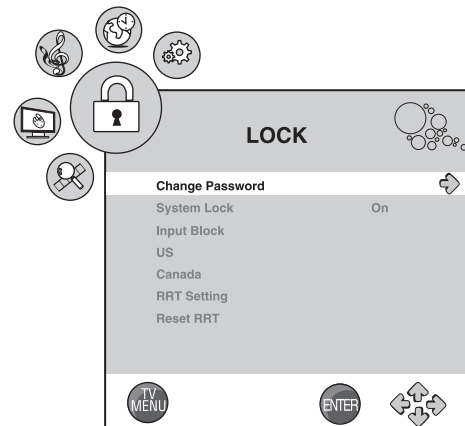 LOCK
Change Password
System Lock On
Input Block
US
Canada
RRT Setting
Reset RRT
TV
MENU
ENTER